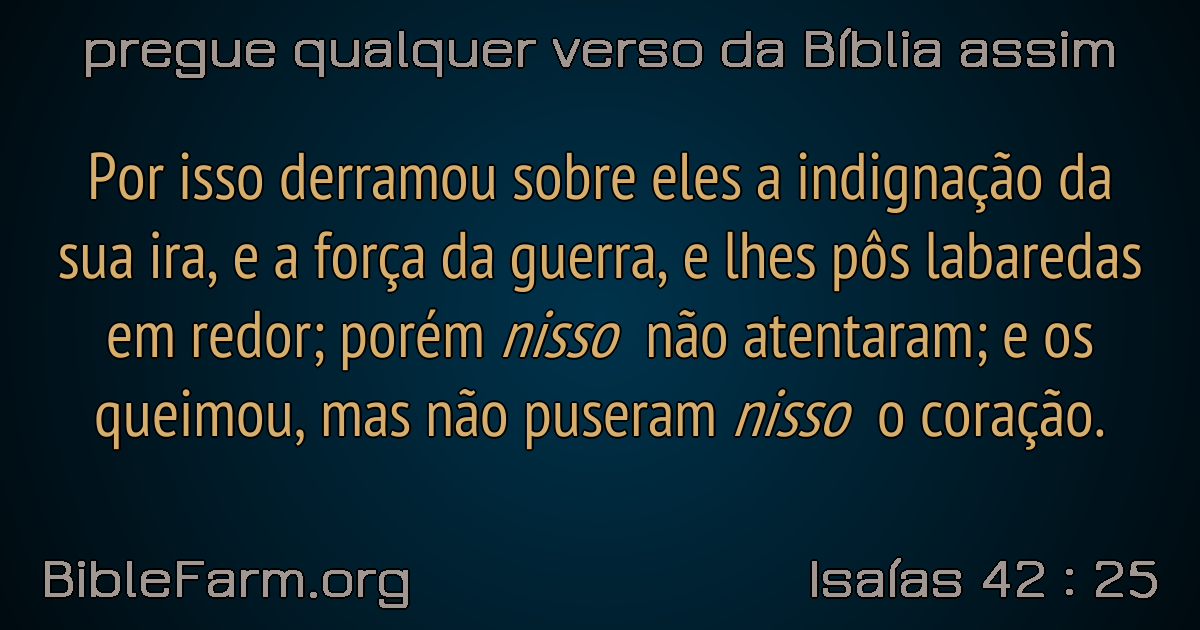 pregue qualquer verso da Bíblia assim
Por isso derramou sobre eles a indignação da
sua ira, e a força da guerra, e lhes pôs labaredas
em redor; porém nisso não atentaram; e os
queimou, mas não puseram nisso o coração.
BibleFarm.org
Isaías 42 : 25